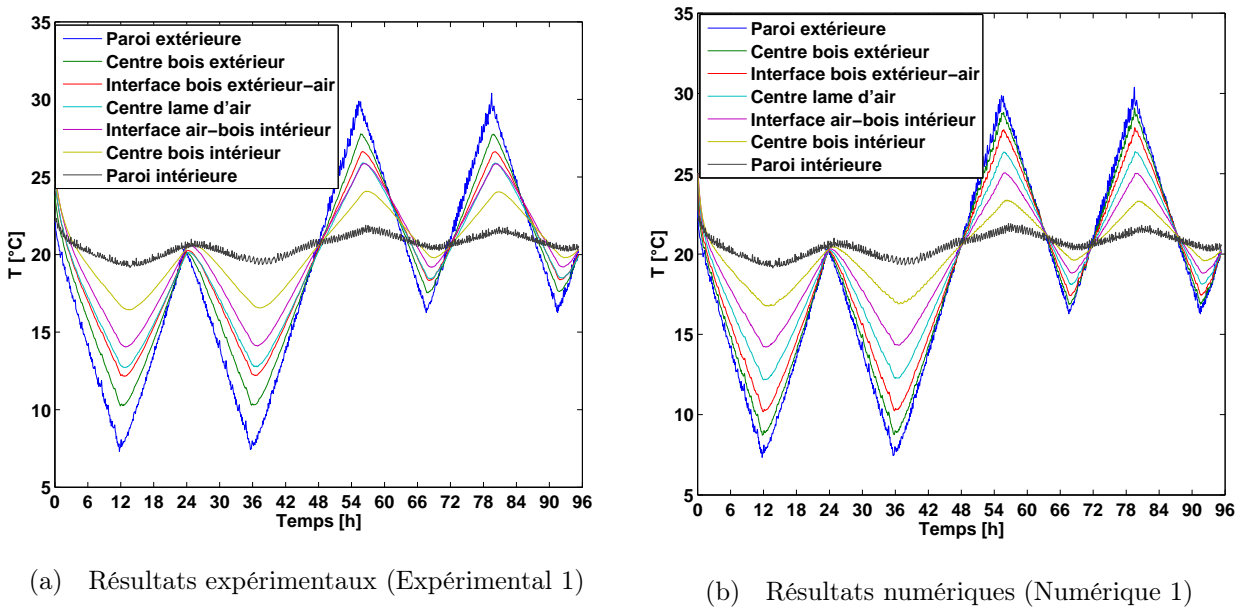 35
30
25
20
15
10
5
T [°C]
Paroi extérieure
Centre bois extérieur
Interface bois extérieur−air
Centre lame d'air
Interface air−bois intérieur
Centre bois intérieur
Paroi intérieure
0 6 12 18 24 30 36 42 48 54 60 66 72 78 84 90 96
Temps [h]
(a) Résultats expérimentaux (Expérimental 1)
35
30
25
20
15
10
5
T [°C]
Paroi extérieure
Centre bois extérieur
Interface bois extérieur−air
Centre lame d'air
Interface air−bois intérieur
Centre bois intérieur
Paroi intérieure
0 6 12 18 24 30 36 42 48 54 60 66 72 78 84 90 96
Temps [h]
(b) Résultats numériques (Numérique 1)